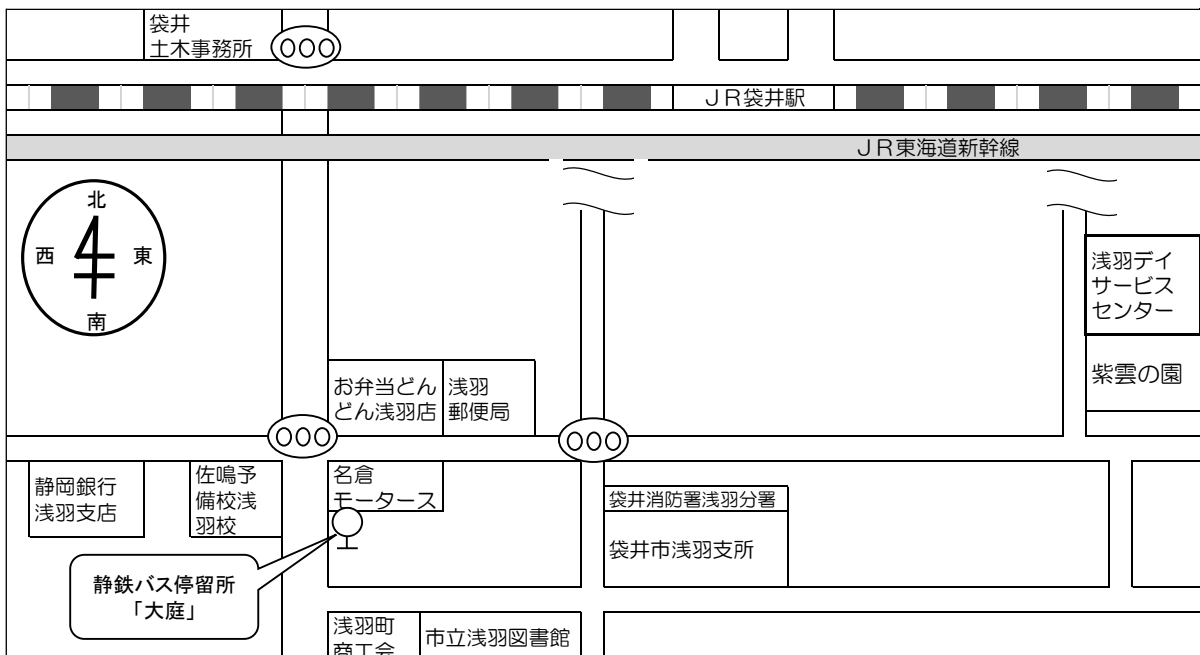 袋井
土木事務所
JR袋井駅
JR東海道新幹線
北
西
東
南
浅羽デイ
サービス
センター
紫雲の園
お弁当どん
どん浅羽店
浅羽
郵便局
静岡銀行
浅羽支店
佐鳴予
備校浅
羽校
名倉
モータース
袋井消防署浅羽分署
袋井市浅羽支所
静鉄バス停留所
「大庭」
浅羽町
商工会
市立浅羽図書館